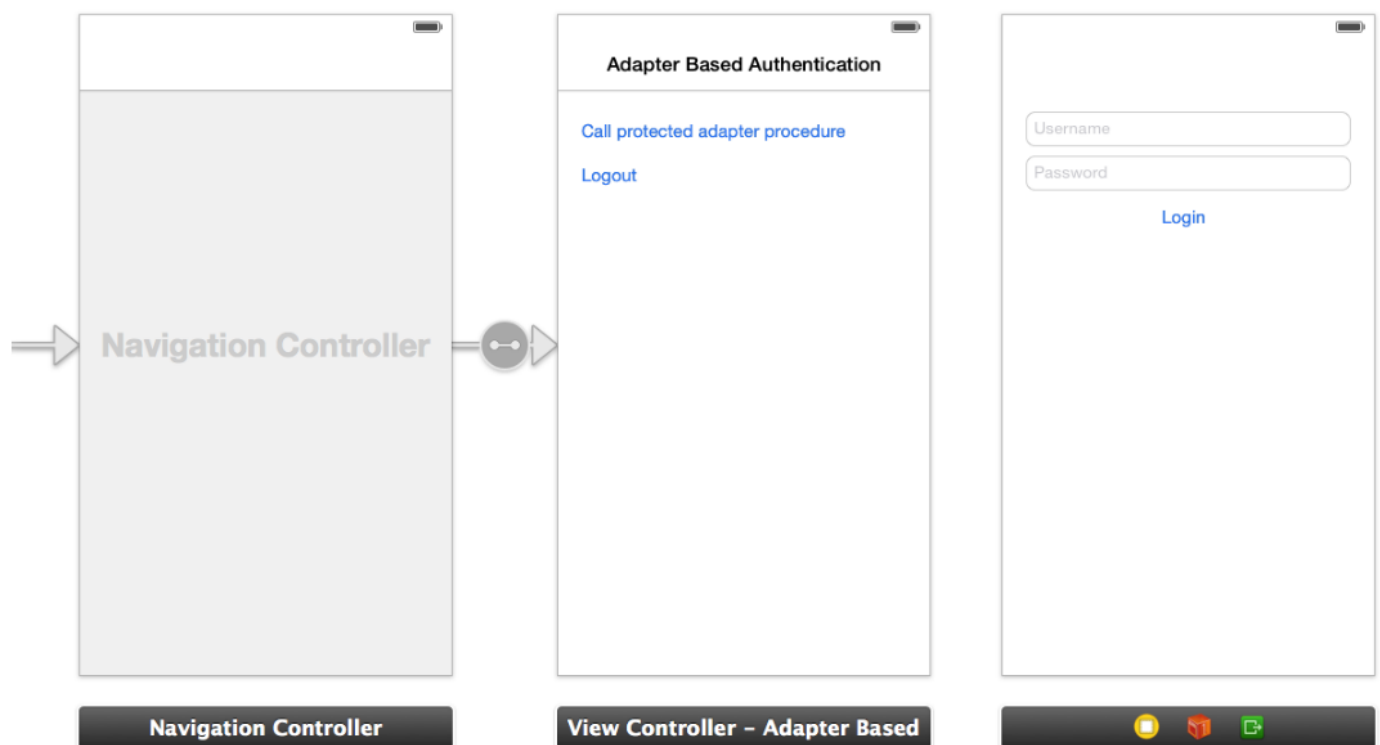 Navigation Controller
Navigation Controller
Adapter Based Authentication
Call protected adapter procedure
Logout
View Controller – Adapter Based
Username
Password
Login